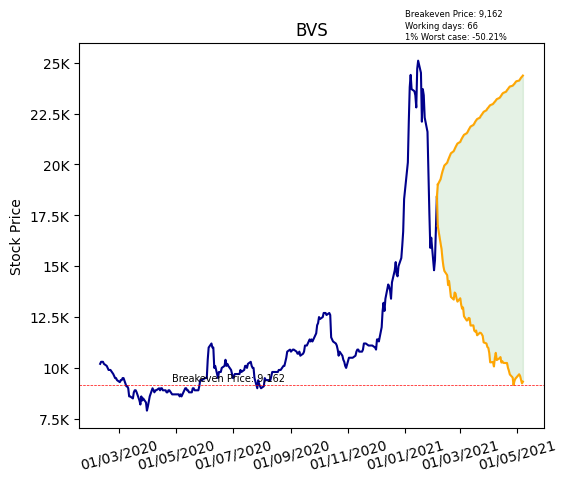 Breakeven Price: 9,162
Working days: 66
1% Worst case: -50.21%
BVS
Stock Price
25K
22.5K
20K
17.5K
15K
12.5K
10K
7.5K
Breakeven Price: 9,162
01/03/2020
01/05/2020
01/07/2020
01/09/2020
01/11/2020
01/01/2021
01/03/2021
01/05/2021